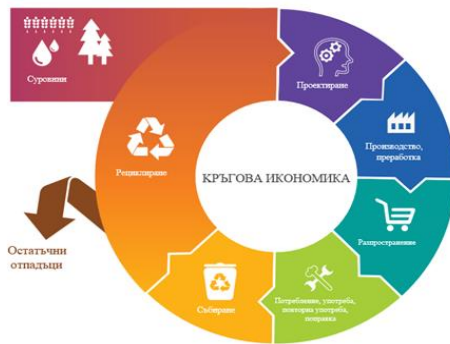 Суровини
Проектиране
Производство,
преработка
Рециклиране
КРЪГОВА ИКОНОМИКА
Разпространение
Остатъчни
отпадъци
Събиране
Потребление, употреба,
повторна употреба,
поправка